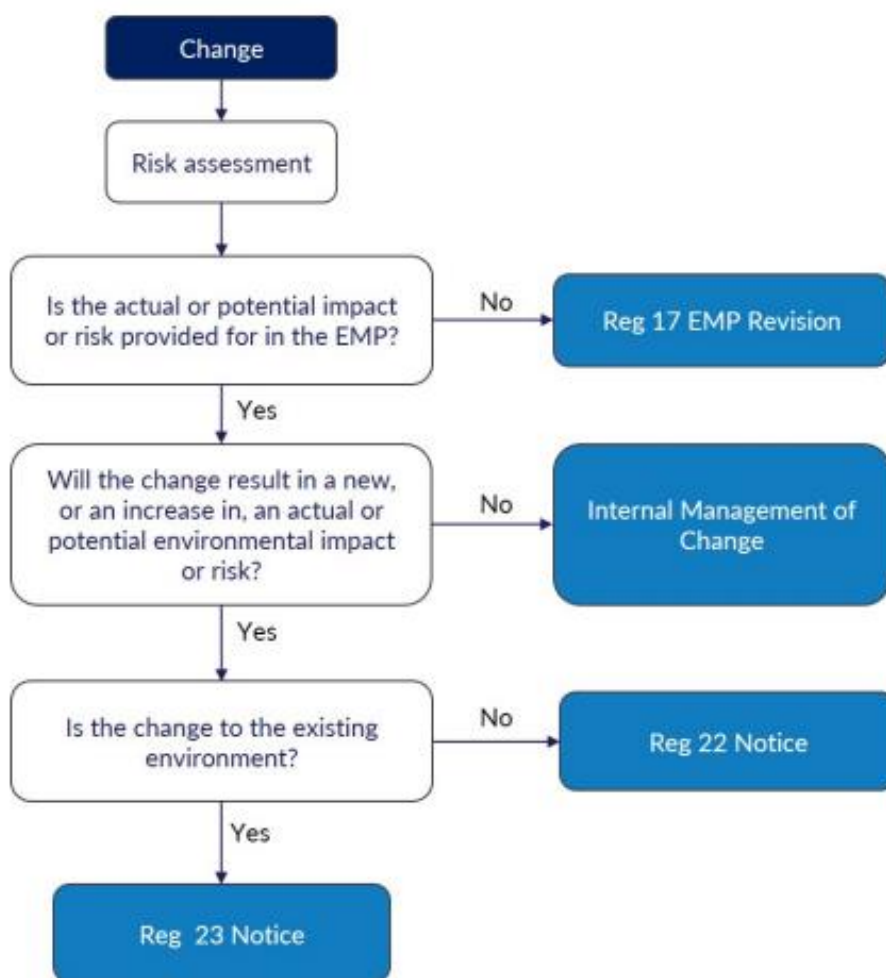 Change
Risk assessment
Is the actual or potential impact
or risk provided for in the EMP?
No
Reg 17 EMP Revision
Yes
Will the change result in a new,
or an increase in, an actual or
potential environmental impact
or risk?
No
Internal Management of
Change
Yes
Is the change to the existing
environment?
No
Reg 22 Notice
Yes
Reg 23 Notice